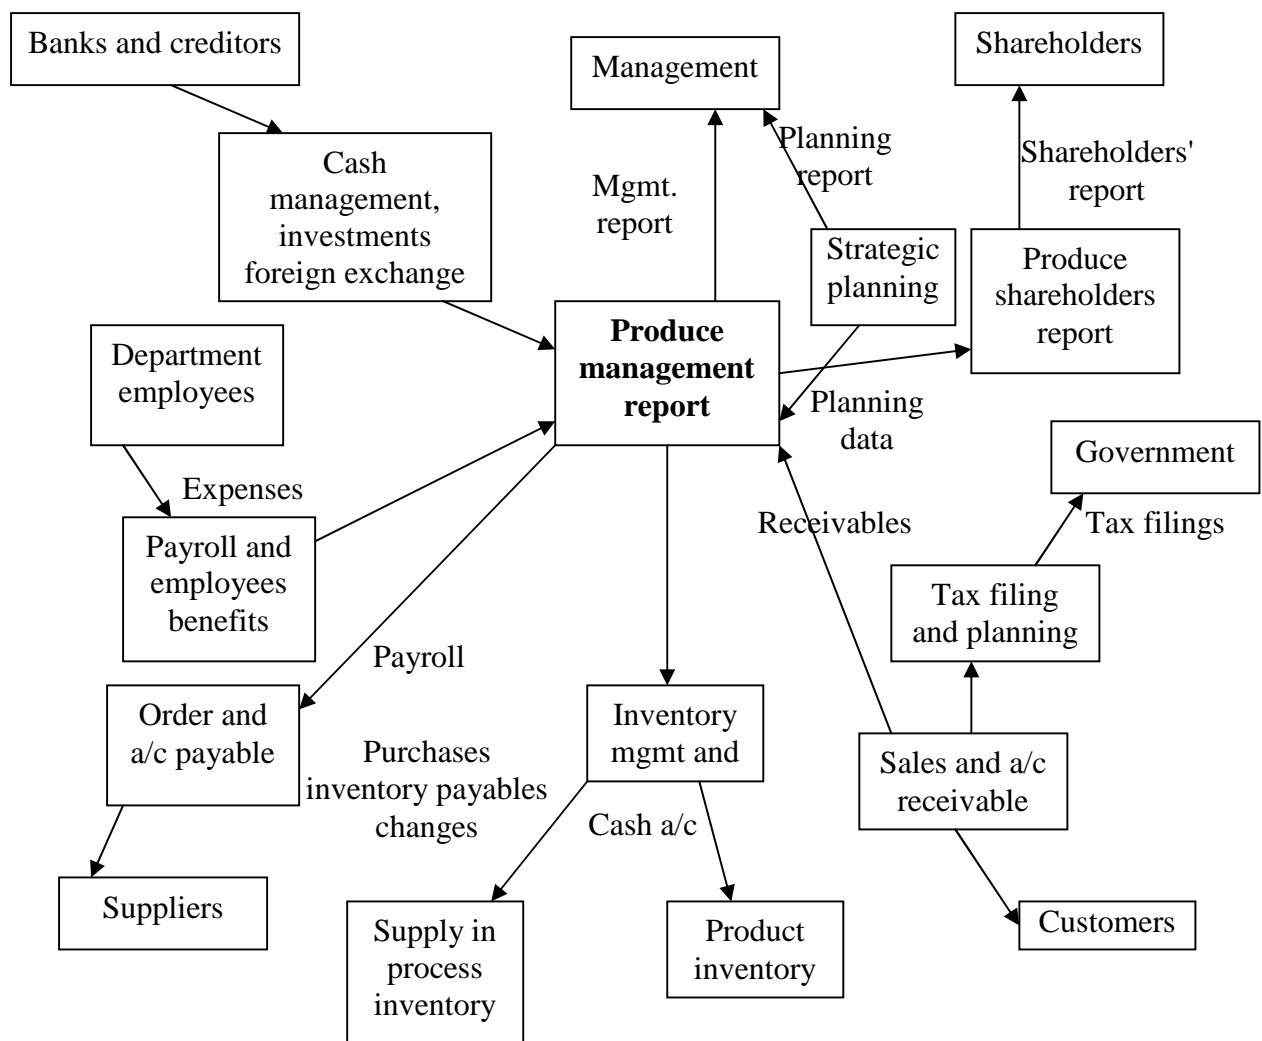 Banks and creditors
Management
Shareholders
Cash
management,
investments
foreign exchange
Mgmt.
report
Planning
report
Shareholders'
report
Strategic
planning
Produce
shareholders
report
Department
employees
Produce
management
report
Planning
data
Government
Expenses
Receivables
Tax filings
Payroll and
employees
benefits
Tax filing
and planning
Payroll
Order and
a/c payable
Purchases
inventory payables
changes
Inventory
mgmt and
Cash a/c
Sales and a/c
receivable
Suppliers
Supply in
process
inventory
Product
inventory
Customers